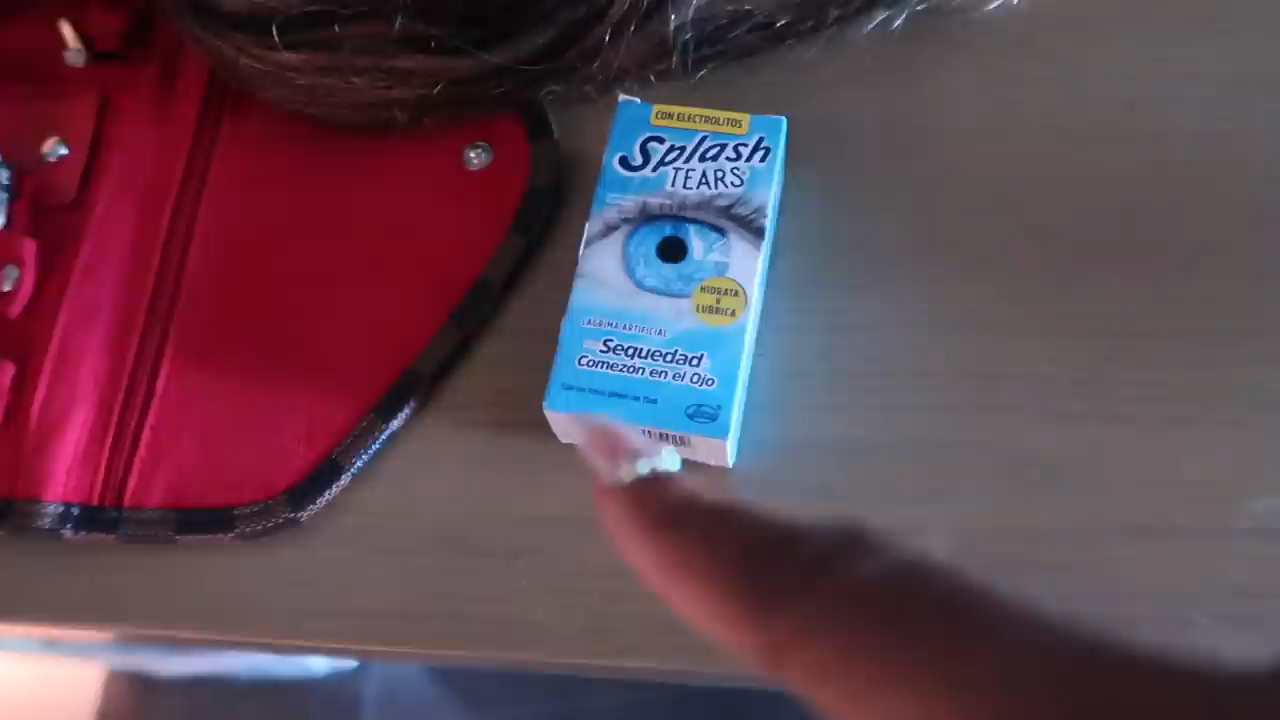 CON ELECTROLITOS
Splash
TEARS
HIDRATA
Y
LUBRICA
LÁGRIMA ARTIFICIAL
Sequedad
Comezón en el Ojo